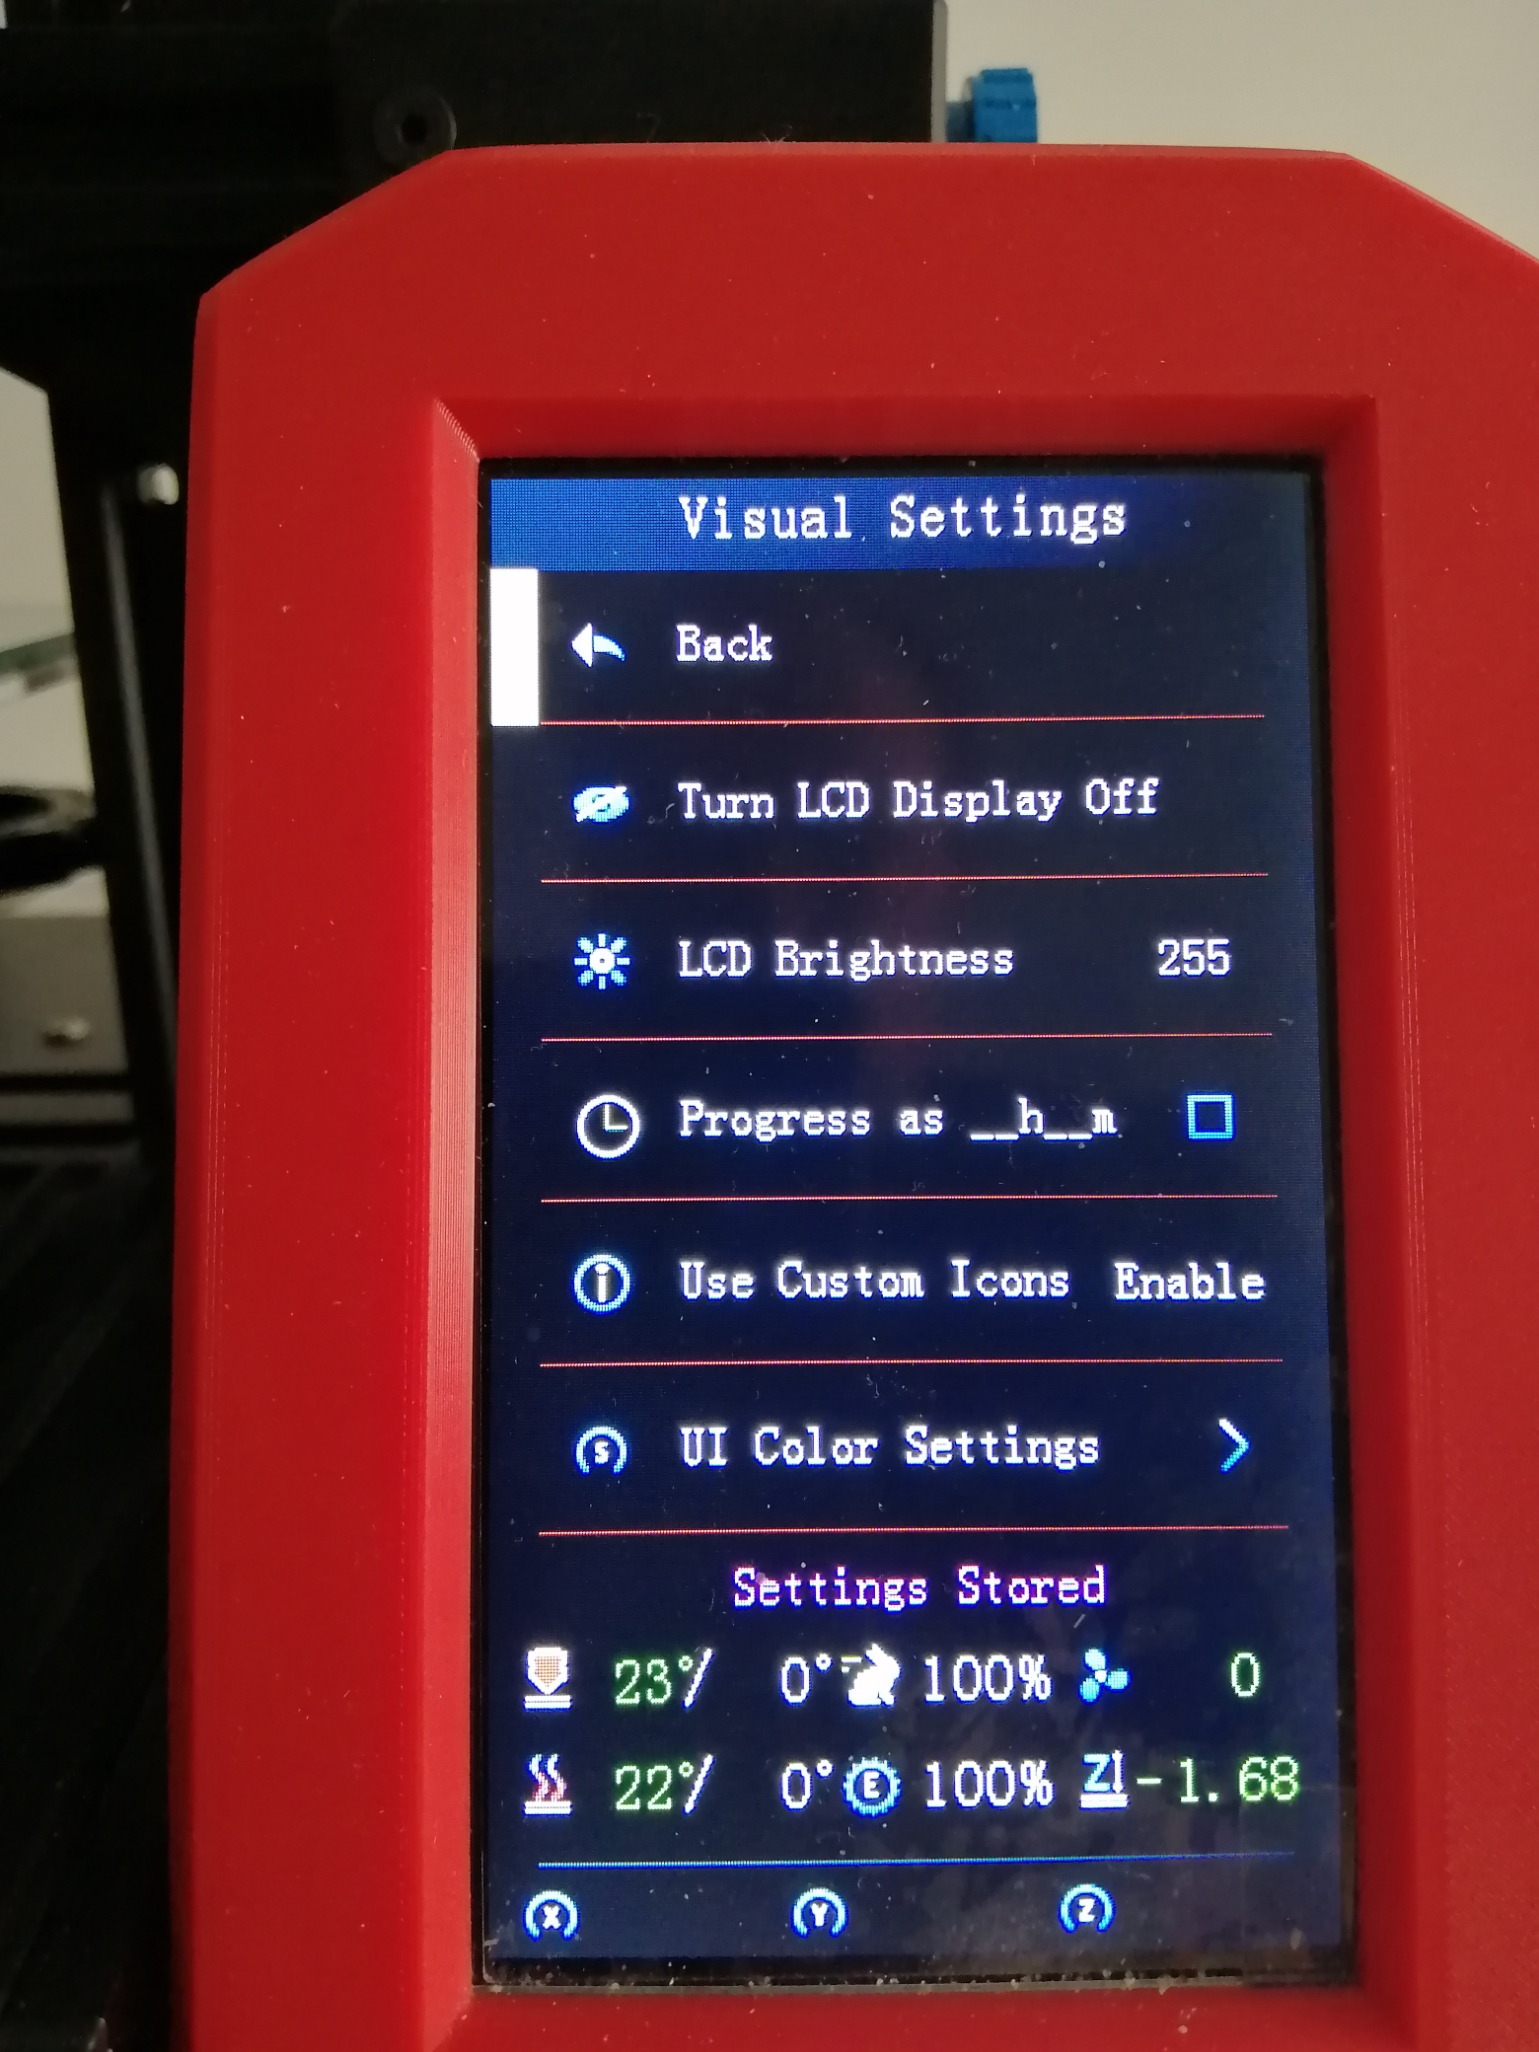 Visual Settings
Back
Turn LCD Display Off
LCD Brightness 255
Progress as __h__m
Use Custom Icons Enable
S UI Color Settings
Settings Stored
23°/ 0° 100% 0
22°/ 0° E 100% Z -1.68
X Y Z